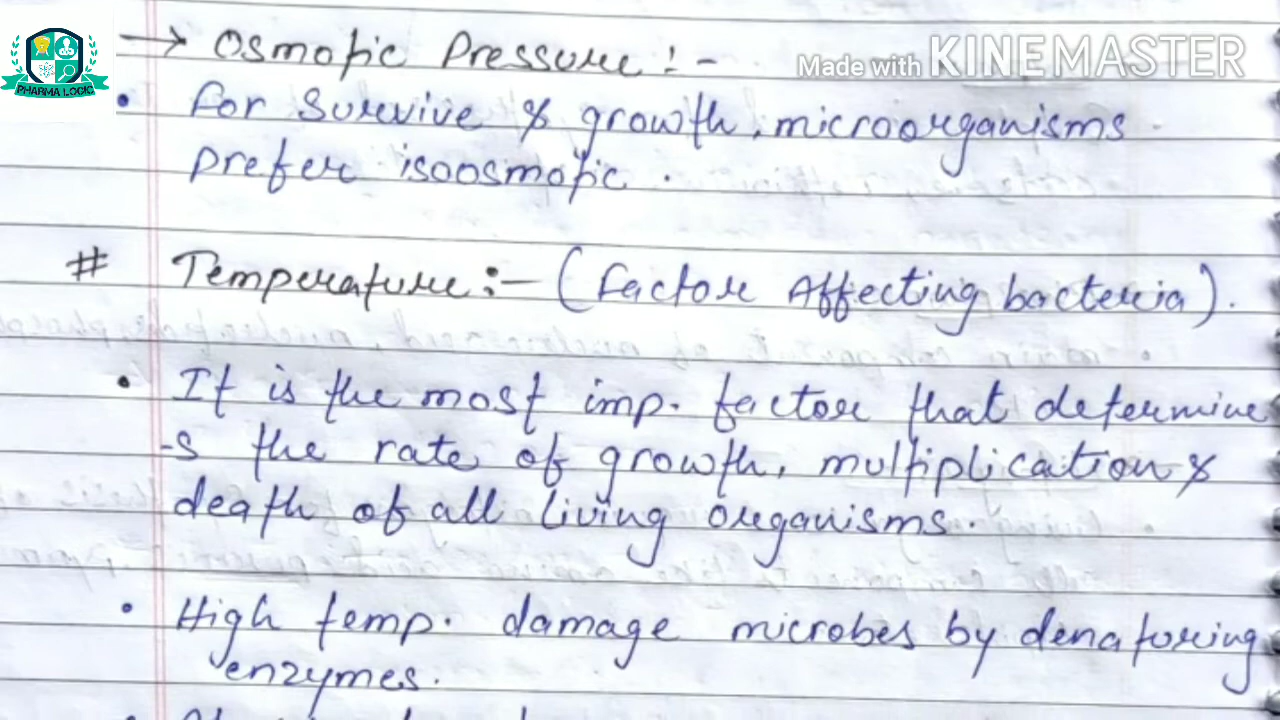 → Osmotic Pressure :-
Made with KINEMASTER
PHARMA LOGIC
• for Survive & growth, microorganisms
prefer isoosmotic.
# Temperature :- (Factor Affecting bacteria).
• It is the most imp. factor that determine
-s the rate of growth, multiplication &
death of all living organisms.
• High temp. damage microbes by denaturing
enzymes.